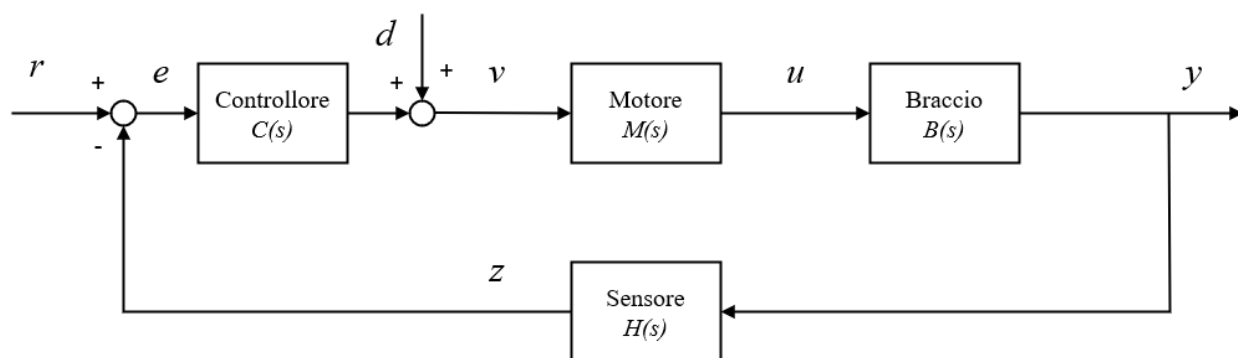 r
+
-
e
Controllore
C(s)
d
+
+
v
Motore
M(s)
u
Braccio
B(s)
y
z
Sensore
H(s)